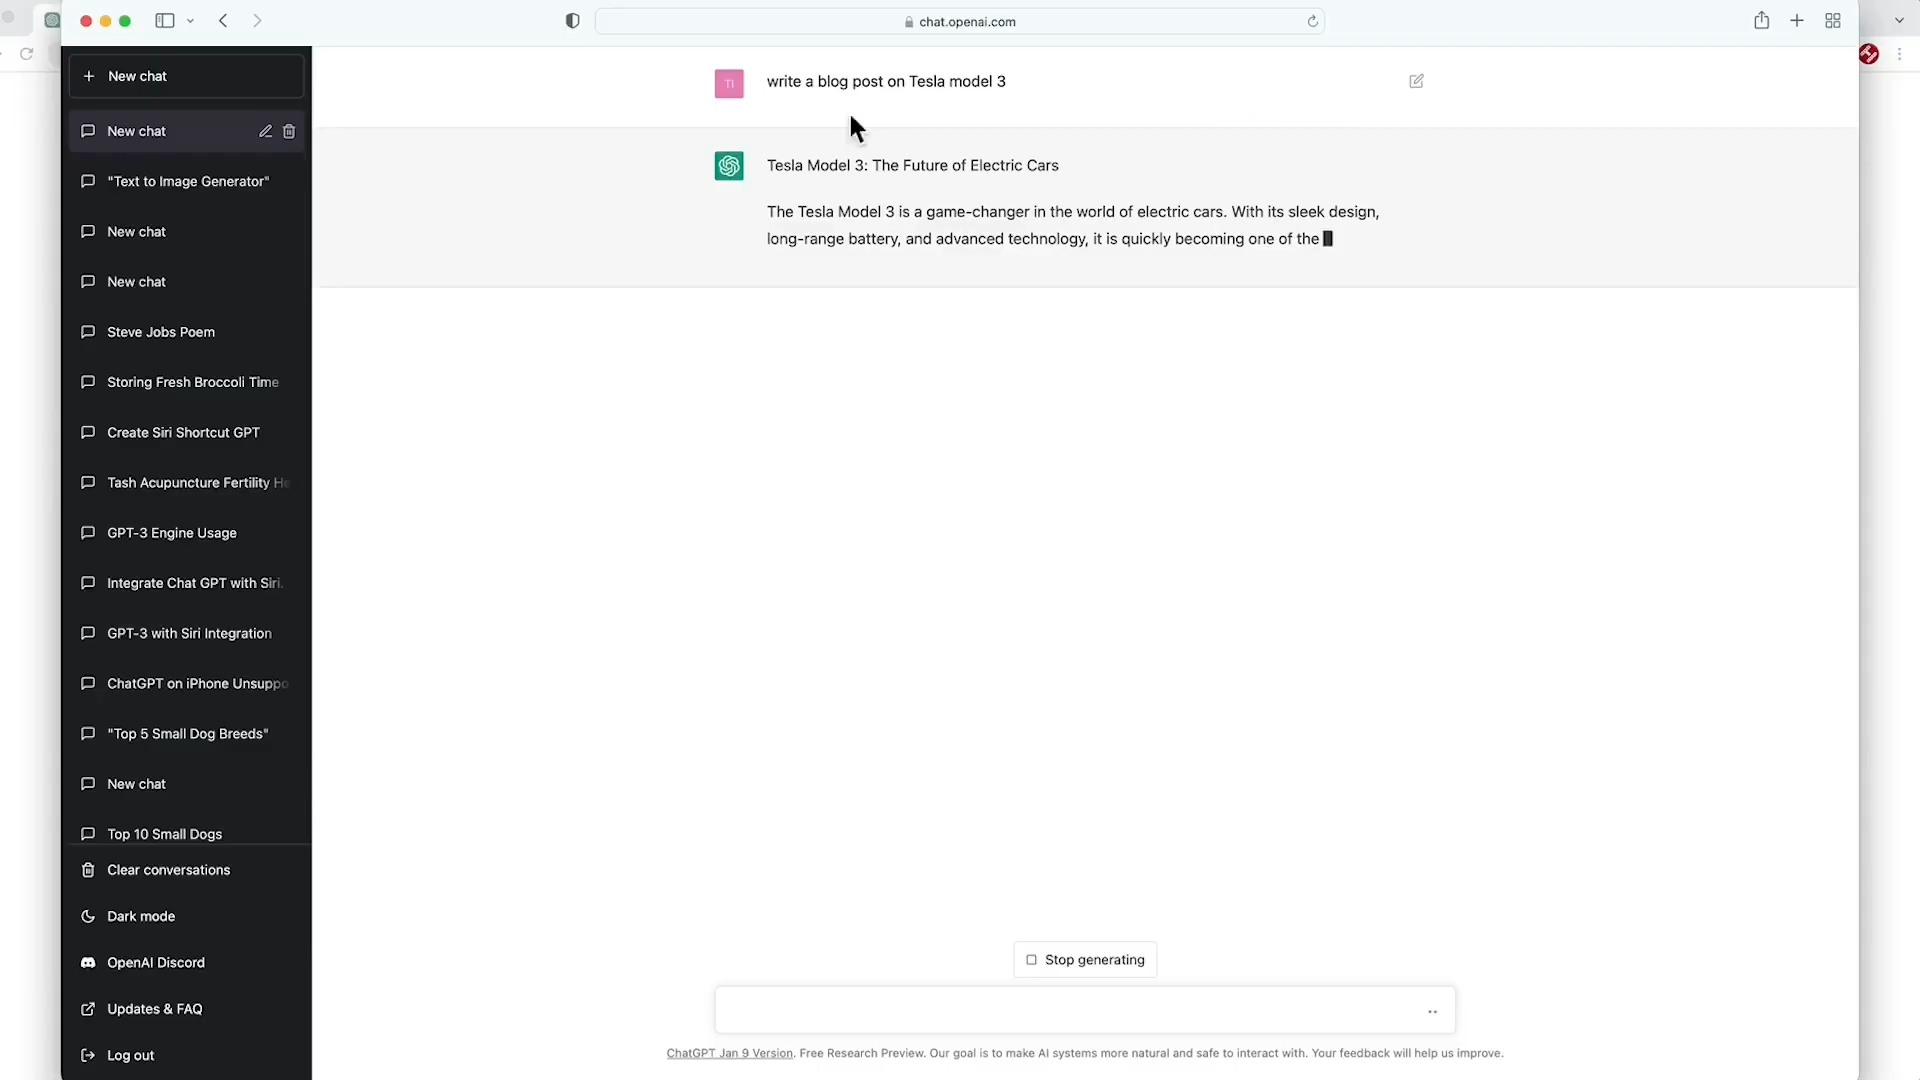 chat.openai.com
New chat
New chat
"Text to Image Generator"
New chat
New chat
Steve Jobs Poem
Storing Fresh Broccoli Time
Create Siri Shortcut GPT
Tash Acupuncture Fertility He
GPT-3 Engine Usage
Integrate Chat GPT with Siri.
GPT-3 with Siri Integration
ChatGPT on iPhone Unsuppo
"Top 5 Small Dog Breeds"
New chat
Top 10 Small Dogs
Clear conversations
Dark mode
OpenAI Discord
Updates & FAQ
Log out
TI
write a blog post on Tesla model 3
Tesla Model 3: The Future of Electric Cars
The Tesla Model 3 is a game-changer in the world of electric cars. With its sleek design,
long-range battery, and advanced technology, it is quickly becoming one of the
Stop generating
ChatGPT Jan 9 Version. Free Research Preview. Our goal is to make AI systems more natural and safe to interact with. Your feedback will help us improve.